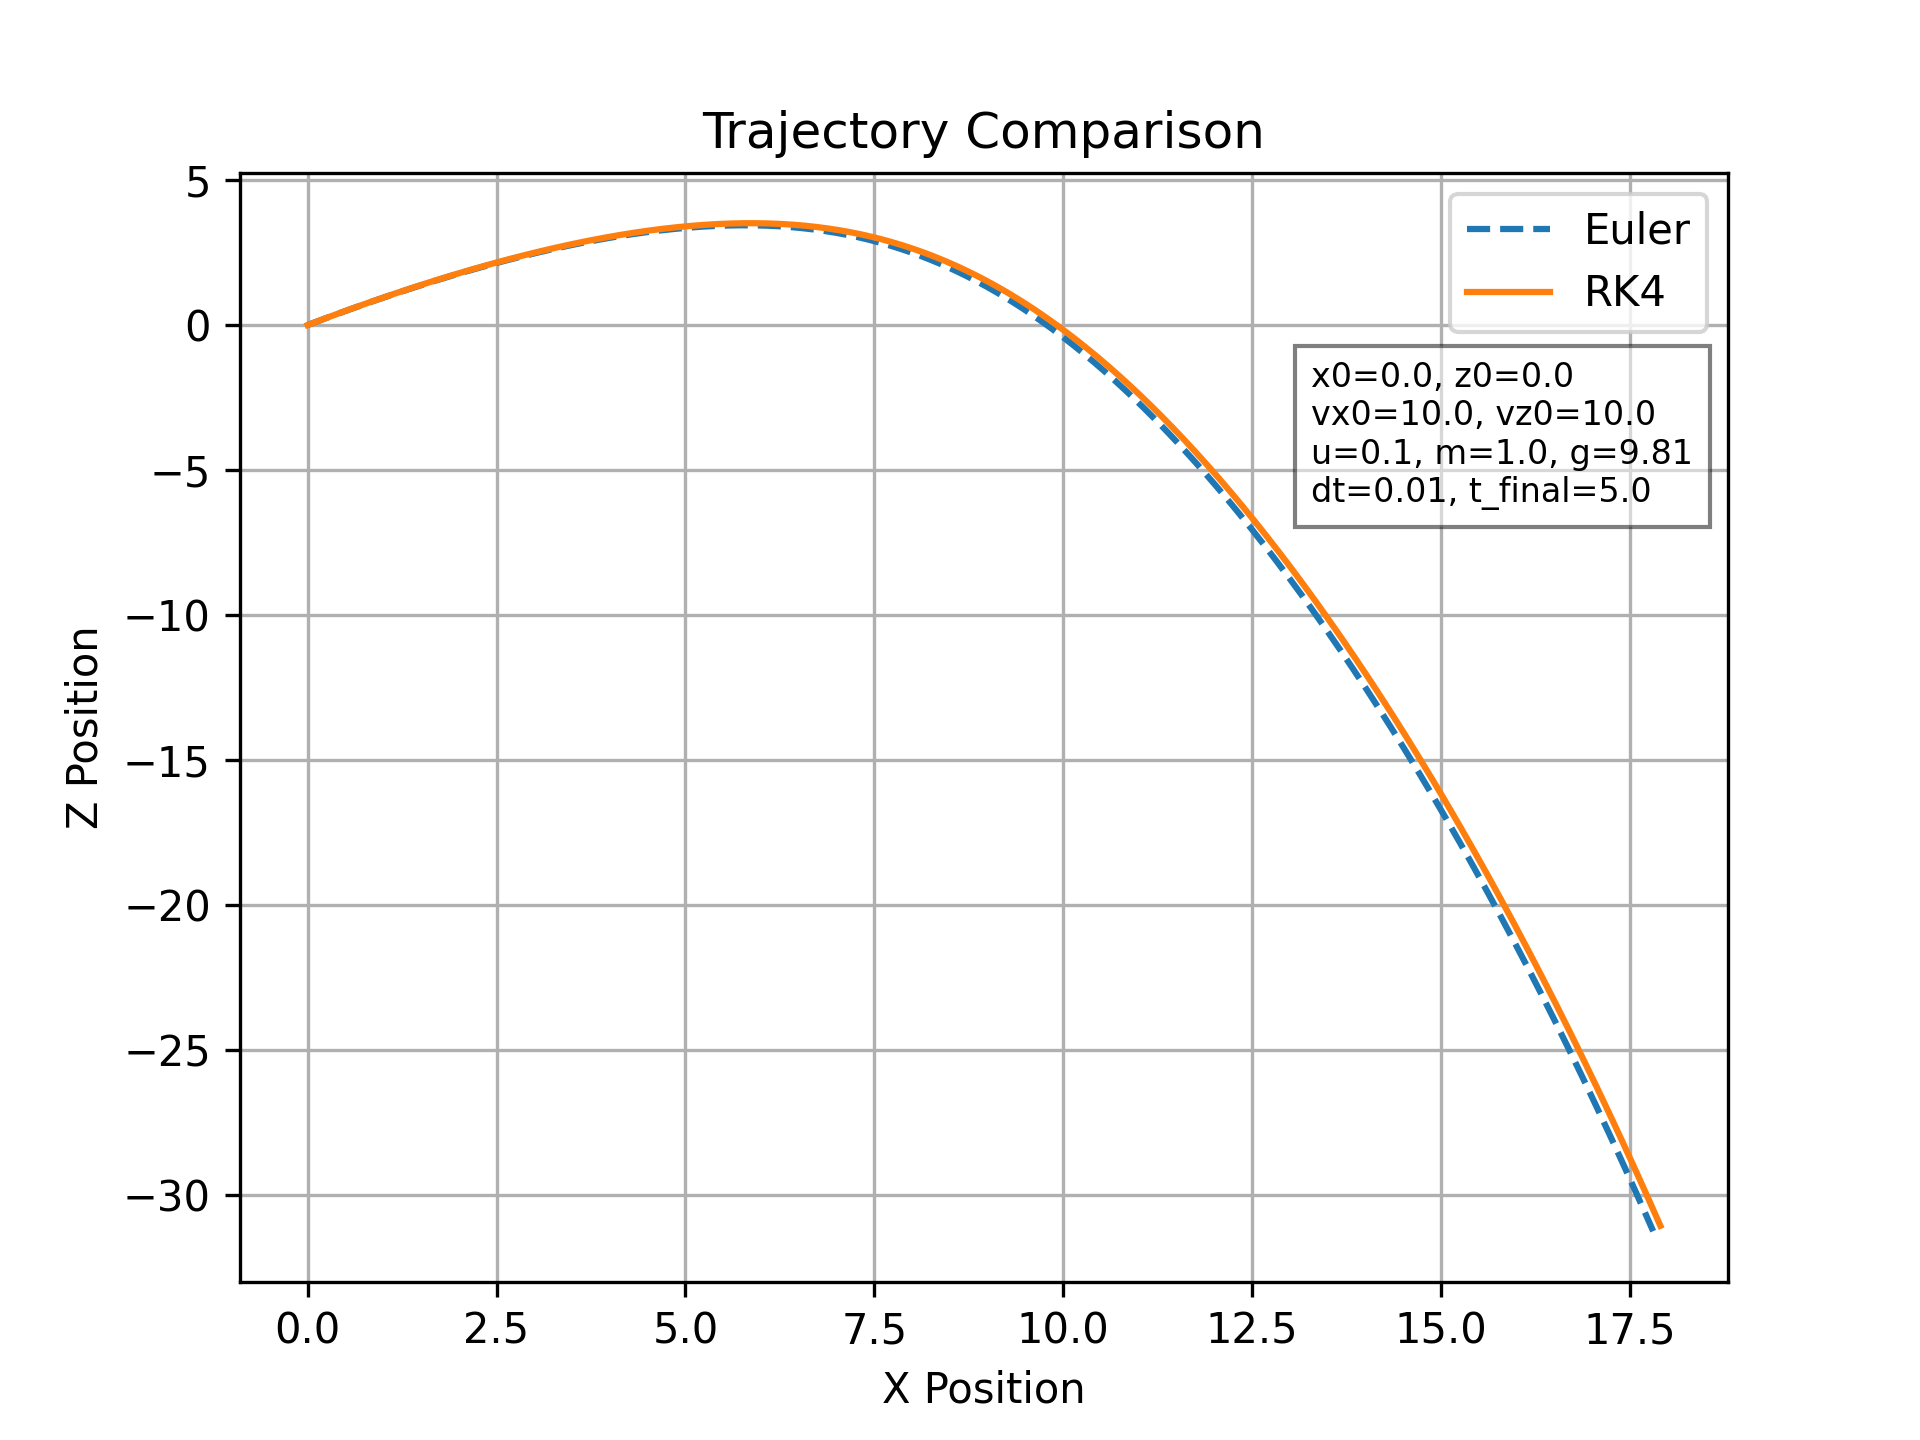 Trajectory Comparison
5
0
−5
−10
−15
−20
−25
−30
Z Position
Euler
RK4
x0=0.0, z0=0.0
vx0=10.0, vz0=10.0
u=0.1, m=1.0, g=9.81
dt=0.01, t_final=5.0
0.0 2.5 5.0 7.5 10.0 12.5 15.0 17.5
X Position